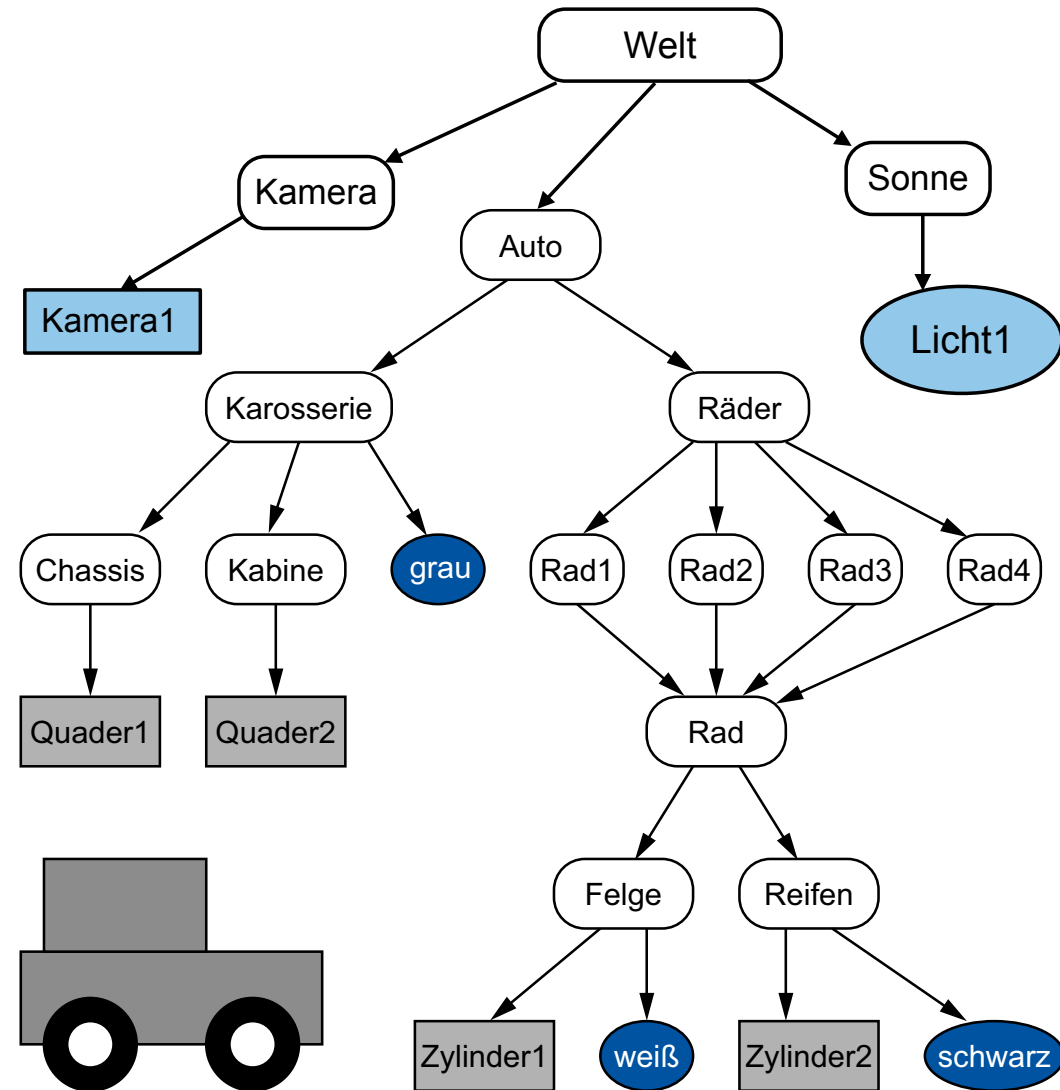 Welt
Kamera
Sonne
Auto
Kamera1
Licht1
Karosserie
Räder
Chassis
Kabine
grau
Rad1
Rad2
Rad3
Rad4
Quader1
Quader2
Rad
Felge
Reifen
Zylinder1
weiß
Zylinder2
schwarz